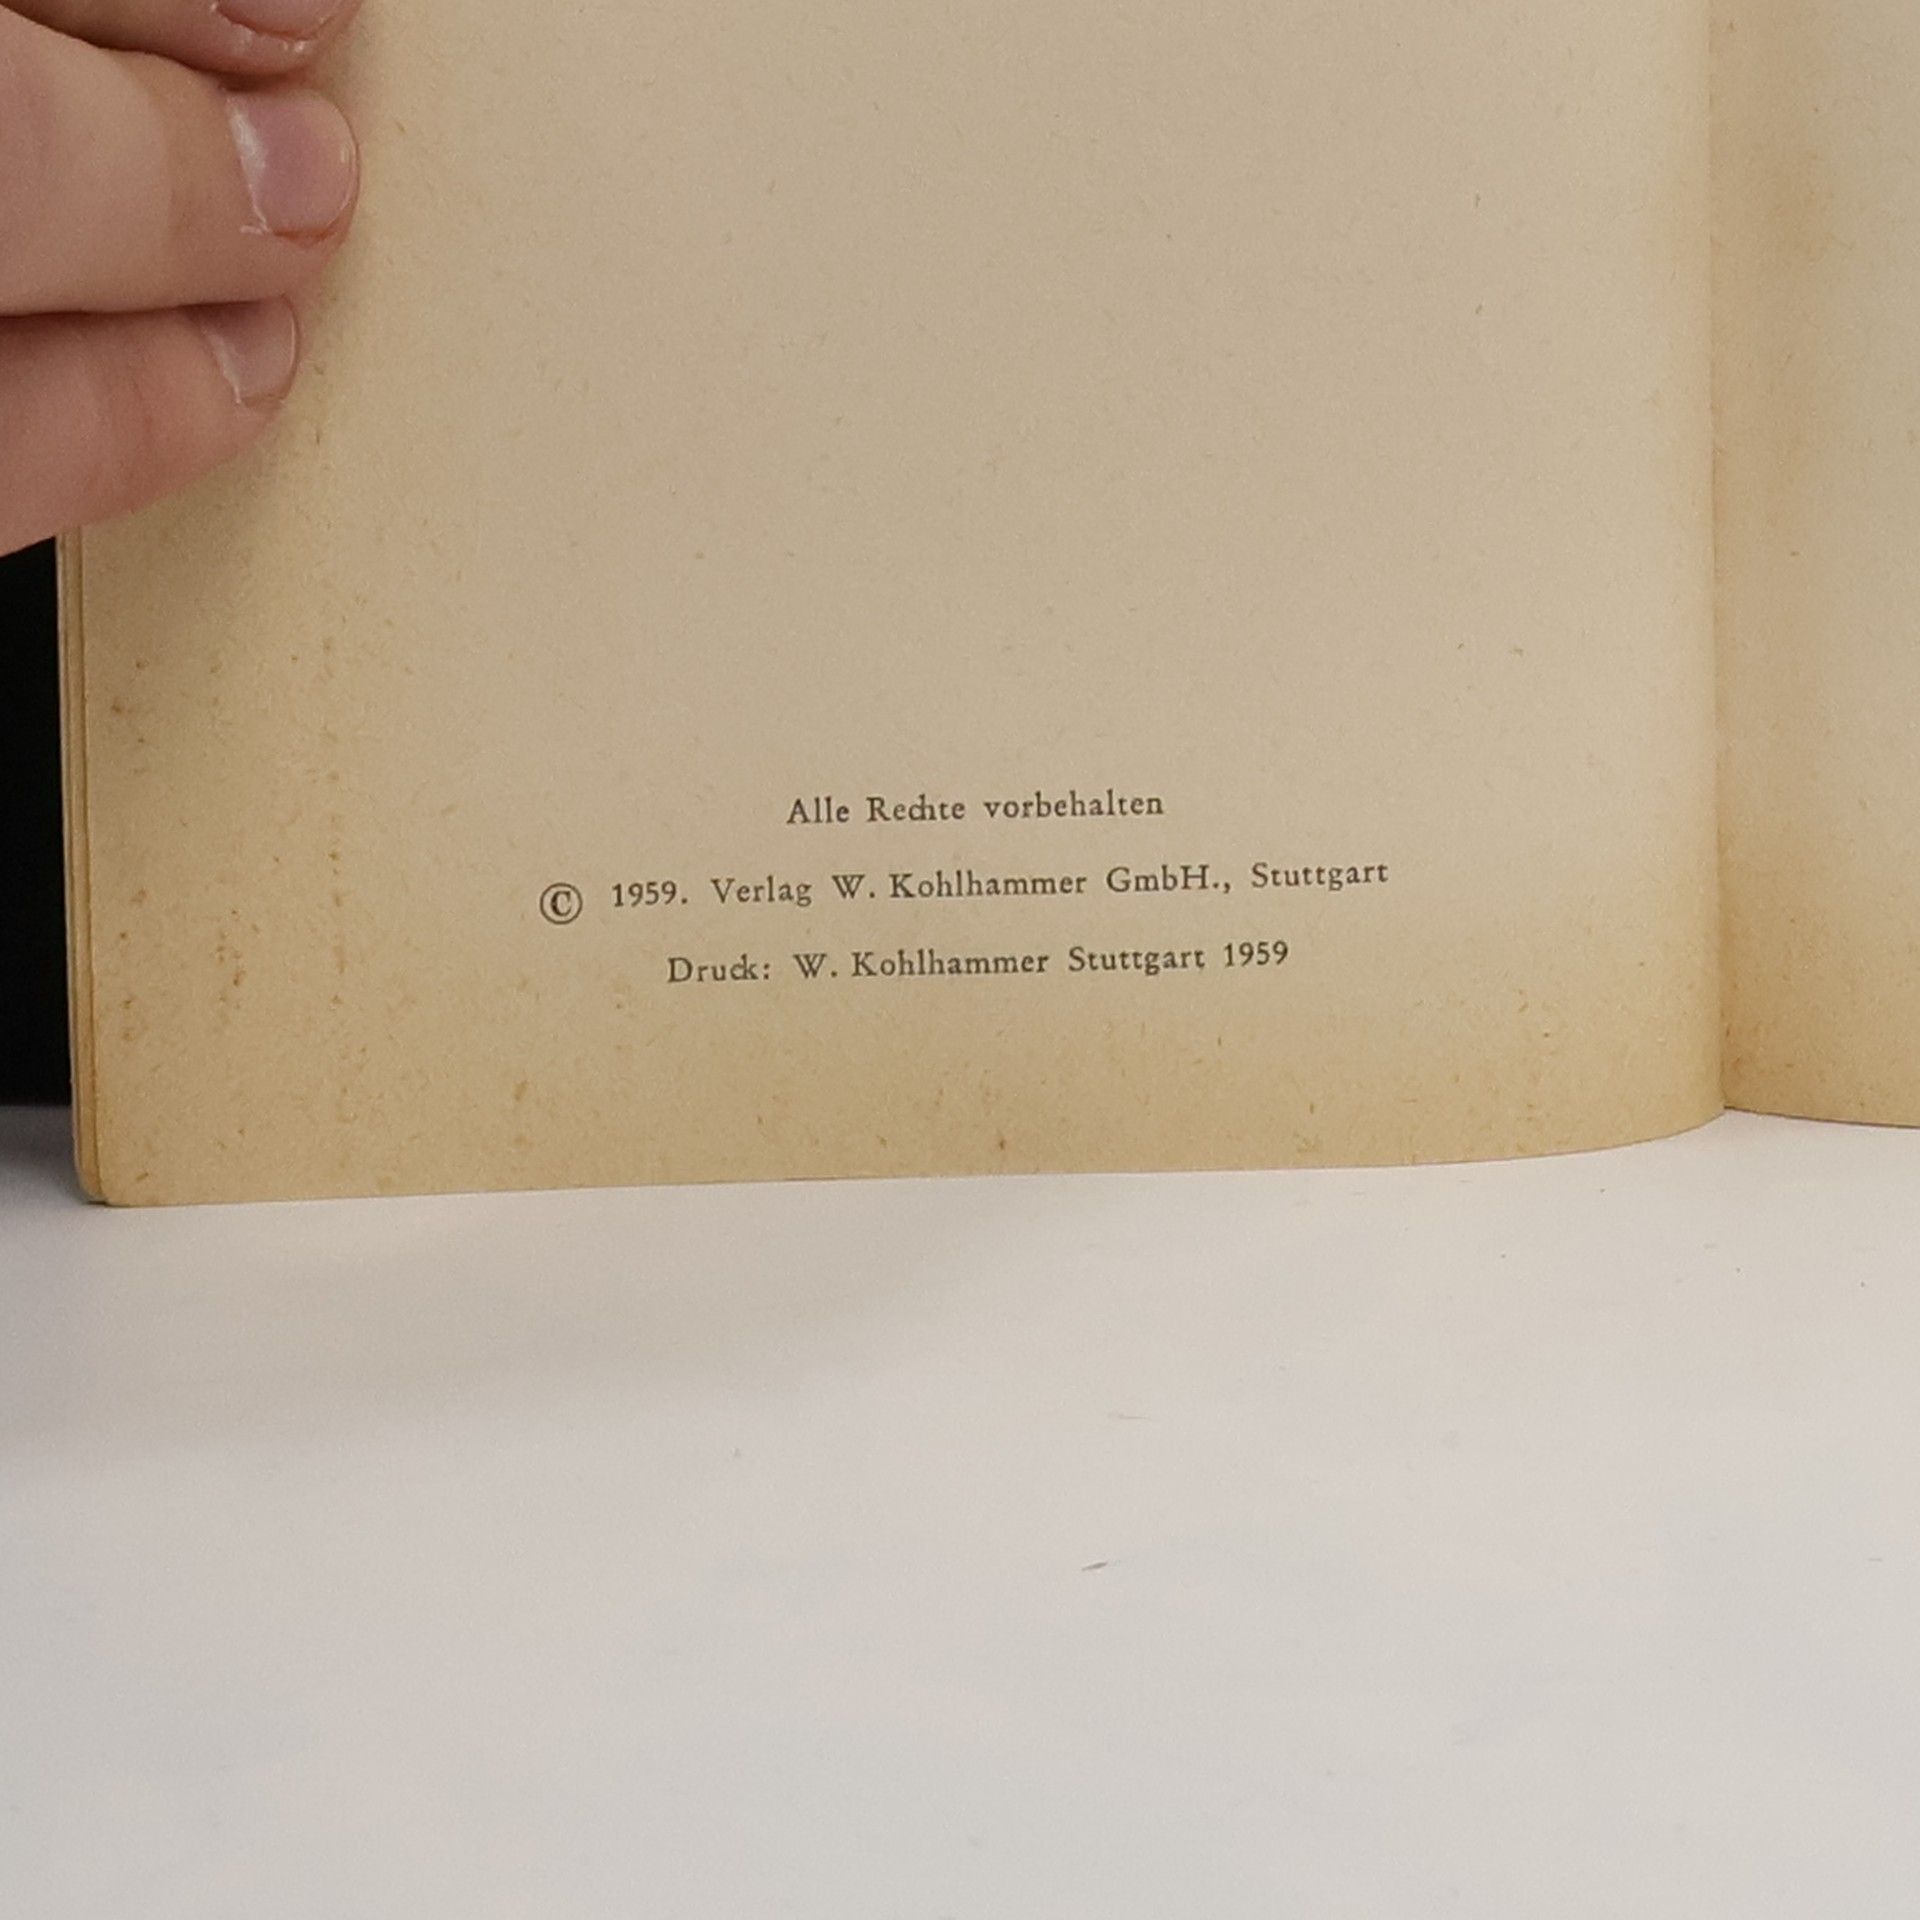 Alle Rechte vorbehalten
© 1959. Verlag W. Kohlhammer GmbH., Stuttgart
Druck: W. Kohlhammer Stuttgart 1959